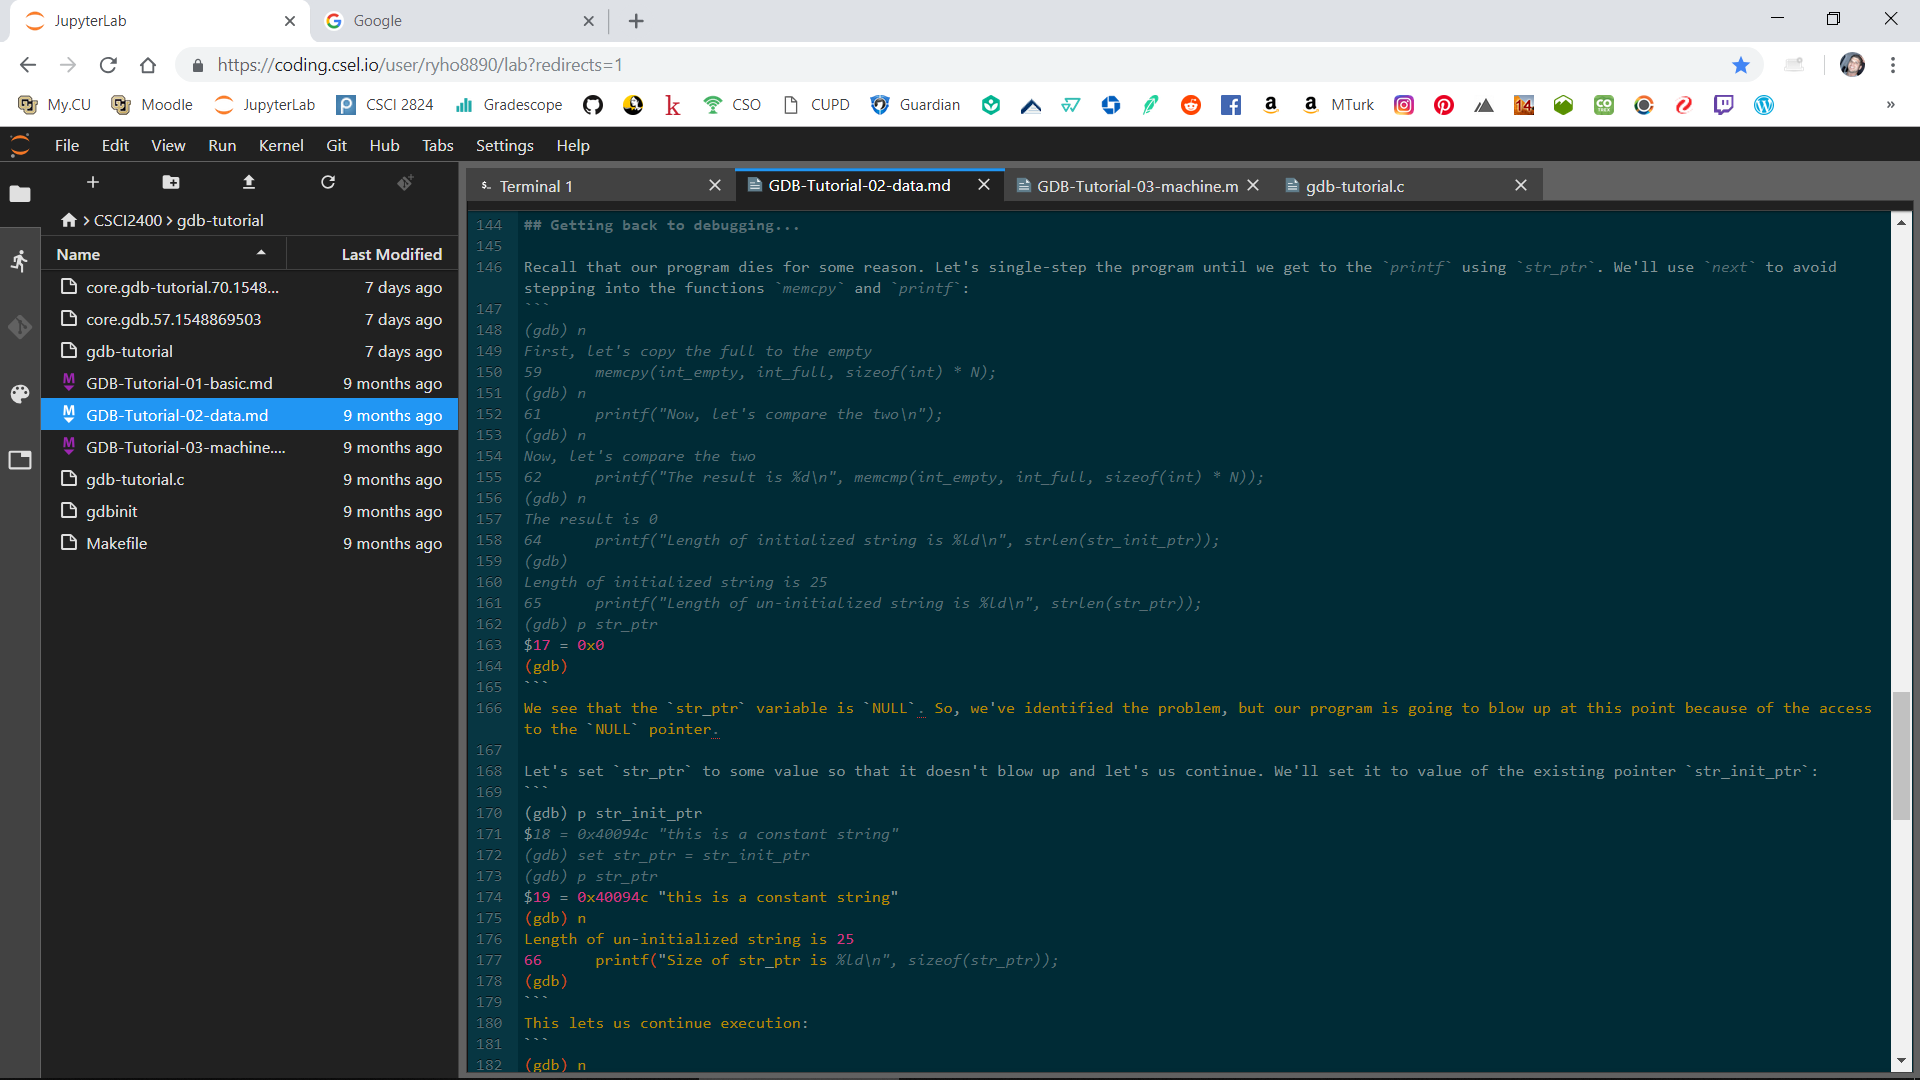 JupyterLab
Google
https://coding.csel.io/user/ryho8890/lab?redirects=1
My.CU
Moodle
JupyterLab
CSCI 2824
Gradescope
CSO
CUPD
Guardian
MTurk
»
File Edit View Run Kernel Git Hub Tabs Settings Help
CSCI2400 > gdb-tutorial
Name Last Modified
core.gdb-tutorial.70.1548... 7 days ago
core.gdb.57.1548869503 7 days ago
gdb-tutorial 7 days ago
GDB-Tutorial-01-basic.md 9 months ago
GDB-Tutorial-02-data.md 9 months ago
GDB-Tutorial-03-machine.... 9 months ago
gdb-tutorial.c 9 months ago
gdbinit 9 months ago
Makefile 9 months ago
Terminal 1
GDB-Tutorial-02-data.md
GDB-Tutorial-03-machine.m
gdb-tutorial.c
144 ## Getting back to debugging...
145
146 Recall that our program dies for some reason. Let's single-step the program until we get to the `printf` using `str_ptr`. We'll use `next` to avoid
stepping into the functions `memcpy` and `printf`:
147 ```
148 (gdb) n
149 First, let's copy the full to the empty
150 59 memcpy(int_empty, int_full, sizeof(int) * N);
151 (gdb) n
152 61 printf("Now, let's compare the two\n");
153 (gdb) n
154 Now, let's compare the two
155 62 printf("The result is %d\n", memcmp(int_empty, int_full, sizeof(int) * N));
156 (gdb) n
157 The result is 0
158 64 printf("Length of initialized string is %ld\n", strlen(str_init_ptr));
159 (gdb)
160 Length of initialized string is 25
161 65 printf("Length of un-initialized string is %ld\n", strlen(str_ptr));
162 (gdb) p str_ptr
163 $17 = 0x0
164 (gdb)
165 ```
166 We see that the `str_ptr` variable is `NULL`. So, we've identified the problem, but our program is going to blow up at this point because of the access
to the `NULL` pointer.
167
168 Let's set `str_ptr` to some value so that it doesn't blow up and let's us continue. We'll set it to value of the existing pointer `str_init_ptr`:
169 ```
170 (gdb) p str_init_ptr
171 $18 = 0x40094c "this is a constant string"
172 (gdb) set str_ptr = str_init_ptr
173 (gdb) p str_ptr
174 $19 = 0x40094c "this is a constant string"
175 (gdb) n
176 Length of un-initialized string is 25
177 66 printf("Size of str_ptr is %ld\n", sizeof(str_ptr));
178 (gdb)
179 ```
180 This lets us continue execution:
181 ```
182 (gdb) n